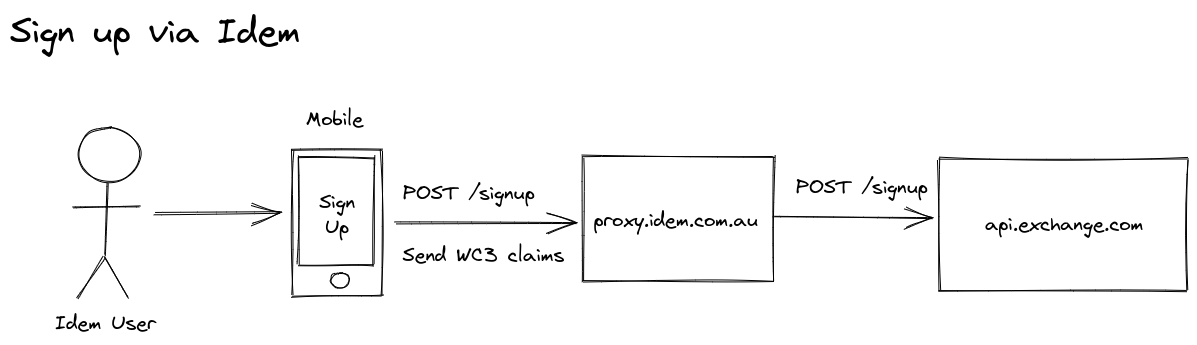 Sign up via Idem
Mobile
Sign
Up
POST /signup
Send WC3 claims
proxy.idem.com.au
POST /signup
api.exchange.com
Idem User